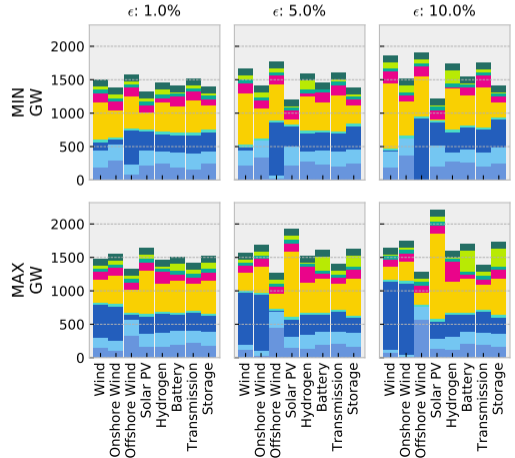 ϵ: 1.0%
ϵ: 5.0%
ϵ: 10.0%
MIN
GW
2000
1500
1000
500
0
MAX
GW
2000
1500
1000
500
0
Wind
Onshore Wind
Offshore Wind
Solar PV
Hydrogen
Battery
Transmission
Storage
Wind
Onshore Wind
Offshore Wind
Solar PV
Hydrogen
Battery
Transmission
Storage
Wind
Onshore Wind
Offshore Wind
Solar PV
Hydrogen
Battery
Transmission
Storage